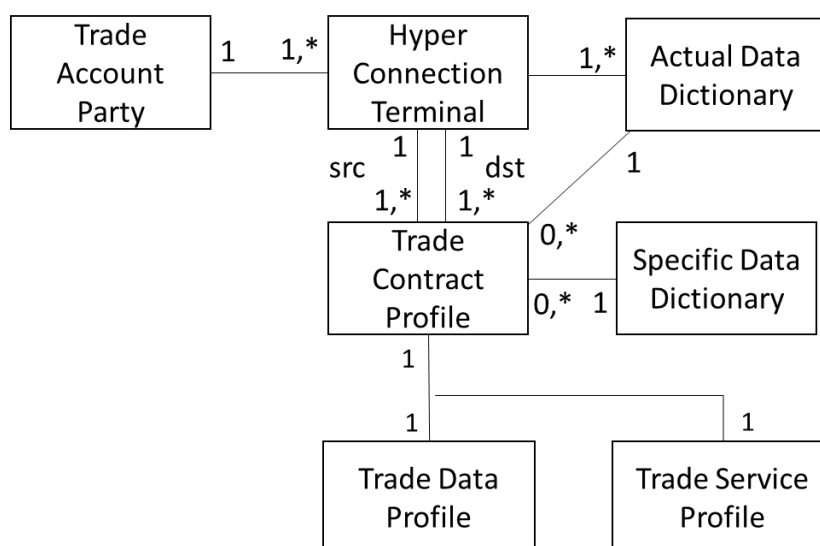 Trade
Account
Party
1
1,*
Hyper
Connection
Terminal
1,*
Actual Data
Dictionary
src
1
1
dst
1
1,*
1,*
Trade
Contract
Profile
0,*
0,*
1
Specific Data
Dictionary
1
1
1
Trade Data
Profile
Trade Service
Profile